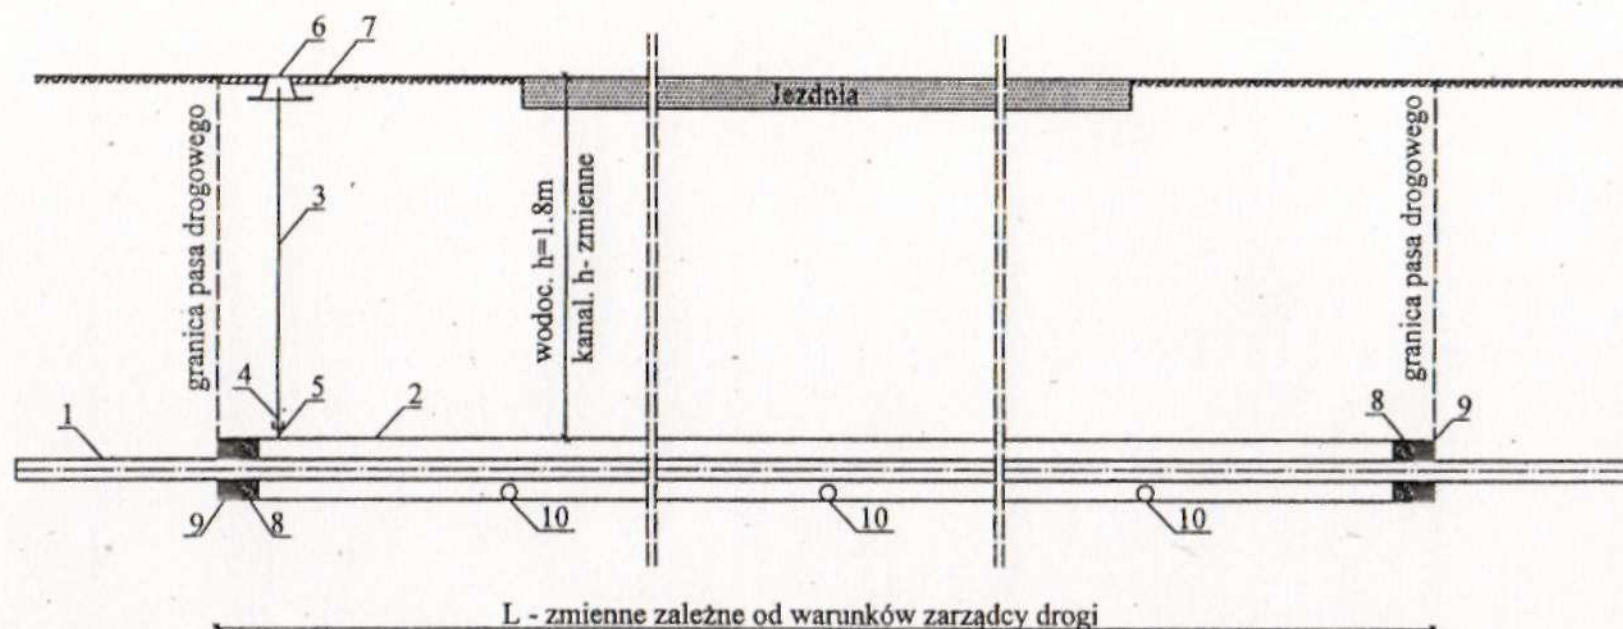 6 7
Jezdnia
granica pasa drogowego
3
wodoc. h=1.8m
kanal. h- zmienne
granica pasa drogowego
4 5 2
8 9
1
9 8 10 10 10
L - zmienne zależne od warunków zarządcy drogi